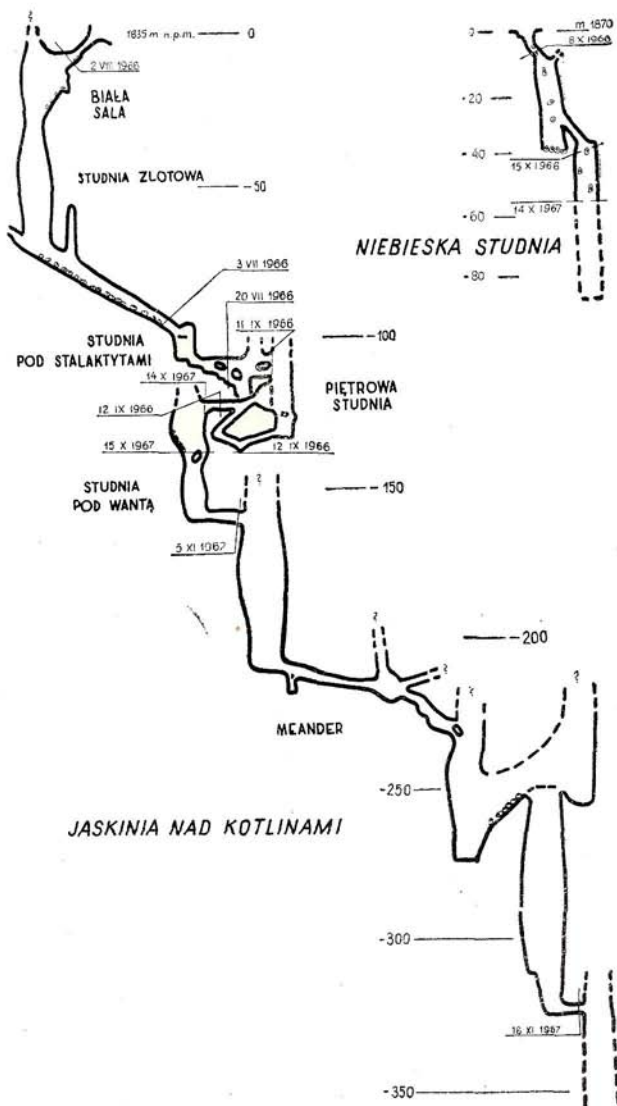 ?
1835 m n.p.m. 0
2 VIII 1966
BIAŁA
SALA
STUDNIA ZLOTOWA
-50
3 VII 1966
20 VII 1966
11 IX 1966
-100
STUDNIA
POD STALAKTYTAMI
14 X 1967
12 IX 1966
PIĘTROWA
STUDNIA
15 X 1967
12 IX 1966
STUDNIA
POD WANTĄ
?
-150
5 XI 1967
?
-200
?
?
?
MEANDER
-250
JASKINIA NAD KOTLINAMI
-300
18 XI 1967
-350
0
m 1870
8 X 1966
-20
-40
15 X 1966
14 X 1967
-60
NIEBIESKA STUDNIA
-80